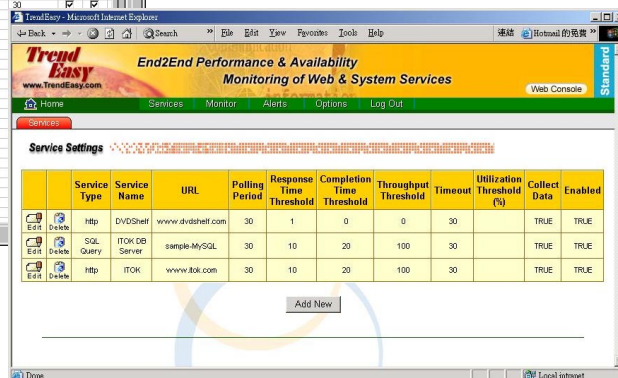 30
TrendEasy - Microsoft Internet Explorer
Back Search » File Edit View Favorites Tools Help 連結 Hotmail 的免費 »
Trend Easy
www.TrendEasy.com
End2End Performance & Availability
Monitoring of Web & System Services
Web Console
Standard
Home Services Monitor Alerts Options Log Out
Services
Service Settings
Service Type Service Name URL Polling Period Response Time Threshold Completion Time Threshold Throughput Threshold Timeout Utilization Threshold (%) Collect Data Enabled
Edit Delete http DVDShelf www.dvdshelf.com 30 1 0 0 30 TRUE TRUE
Edit Delete SQL Query ITOK DB Server sample-MySQL 30 10 20 100 30 TRUE TRUE
Edit Delete http ITOK www.itok.com 30 10 20 100 30 TRUE TRUE
Add New
Done Local intranet